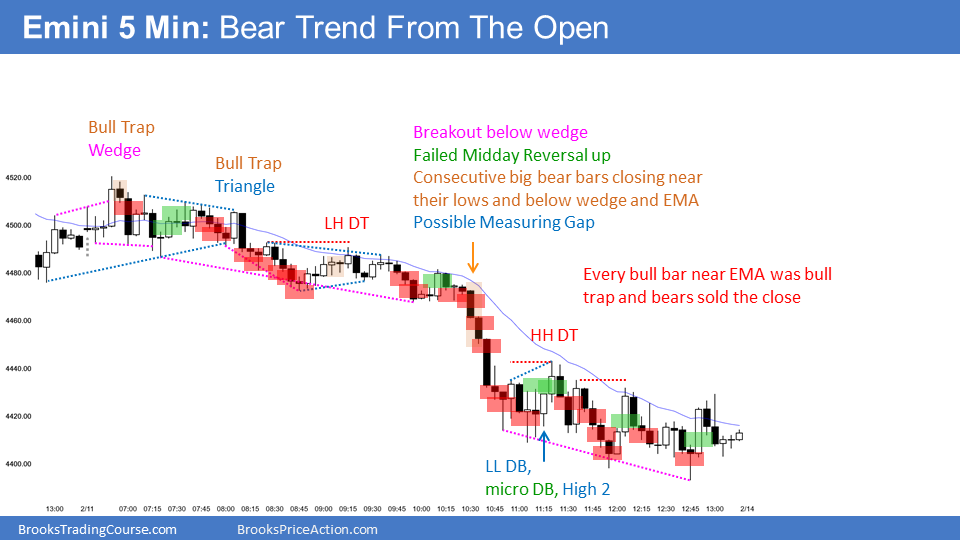 Emini 5 Min: Bear Trend From The Open
Bull Trap
Wedge
Bull Trap
Triangle
LH DT
Breakout below wedge
Failed Midday Reversal up
Consecutive big bear bars closing near
their lows and below wedge and EMA
Possible Measuring Gap
Every bull bar near EMA was bull
trap and bears sold the close
HH DT
LL DB,
micro DB, High 2
4520.00
4500.00
4480.00
4460.00
4440.00
4420.00
4400.00
13:00 2/11 07:00 07:15 07:30 07:45 08:00 08:15 08:30 08:45 09:00 09:15 09:30 09:45 10:00 10:15 10:30 10:45 11:00 11:15 11:30 11:45 12:00 12:15 12:30 12:45 13:00 2/14
BrooksTradingCourse.com BrooksPriceAction.com